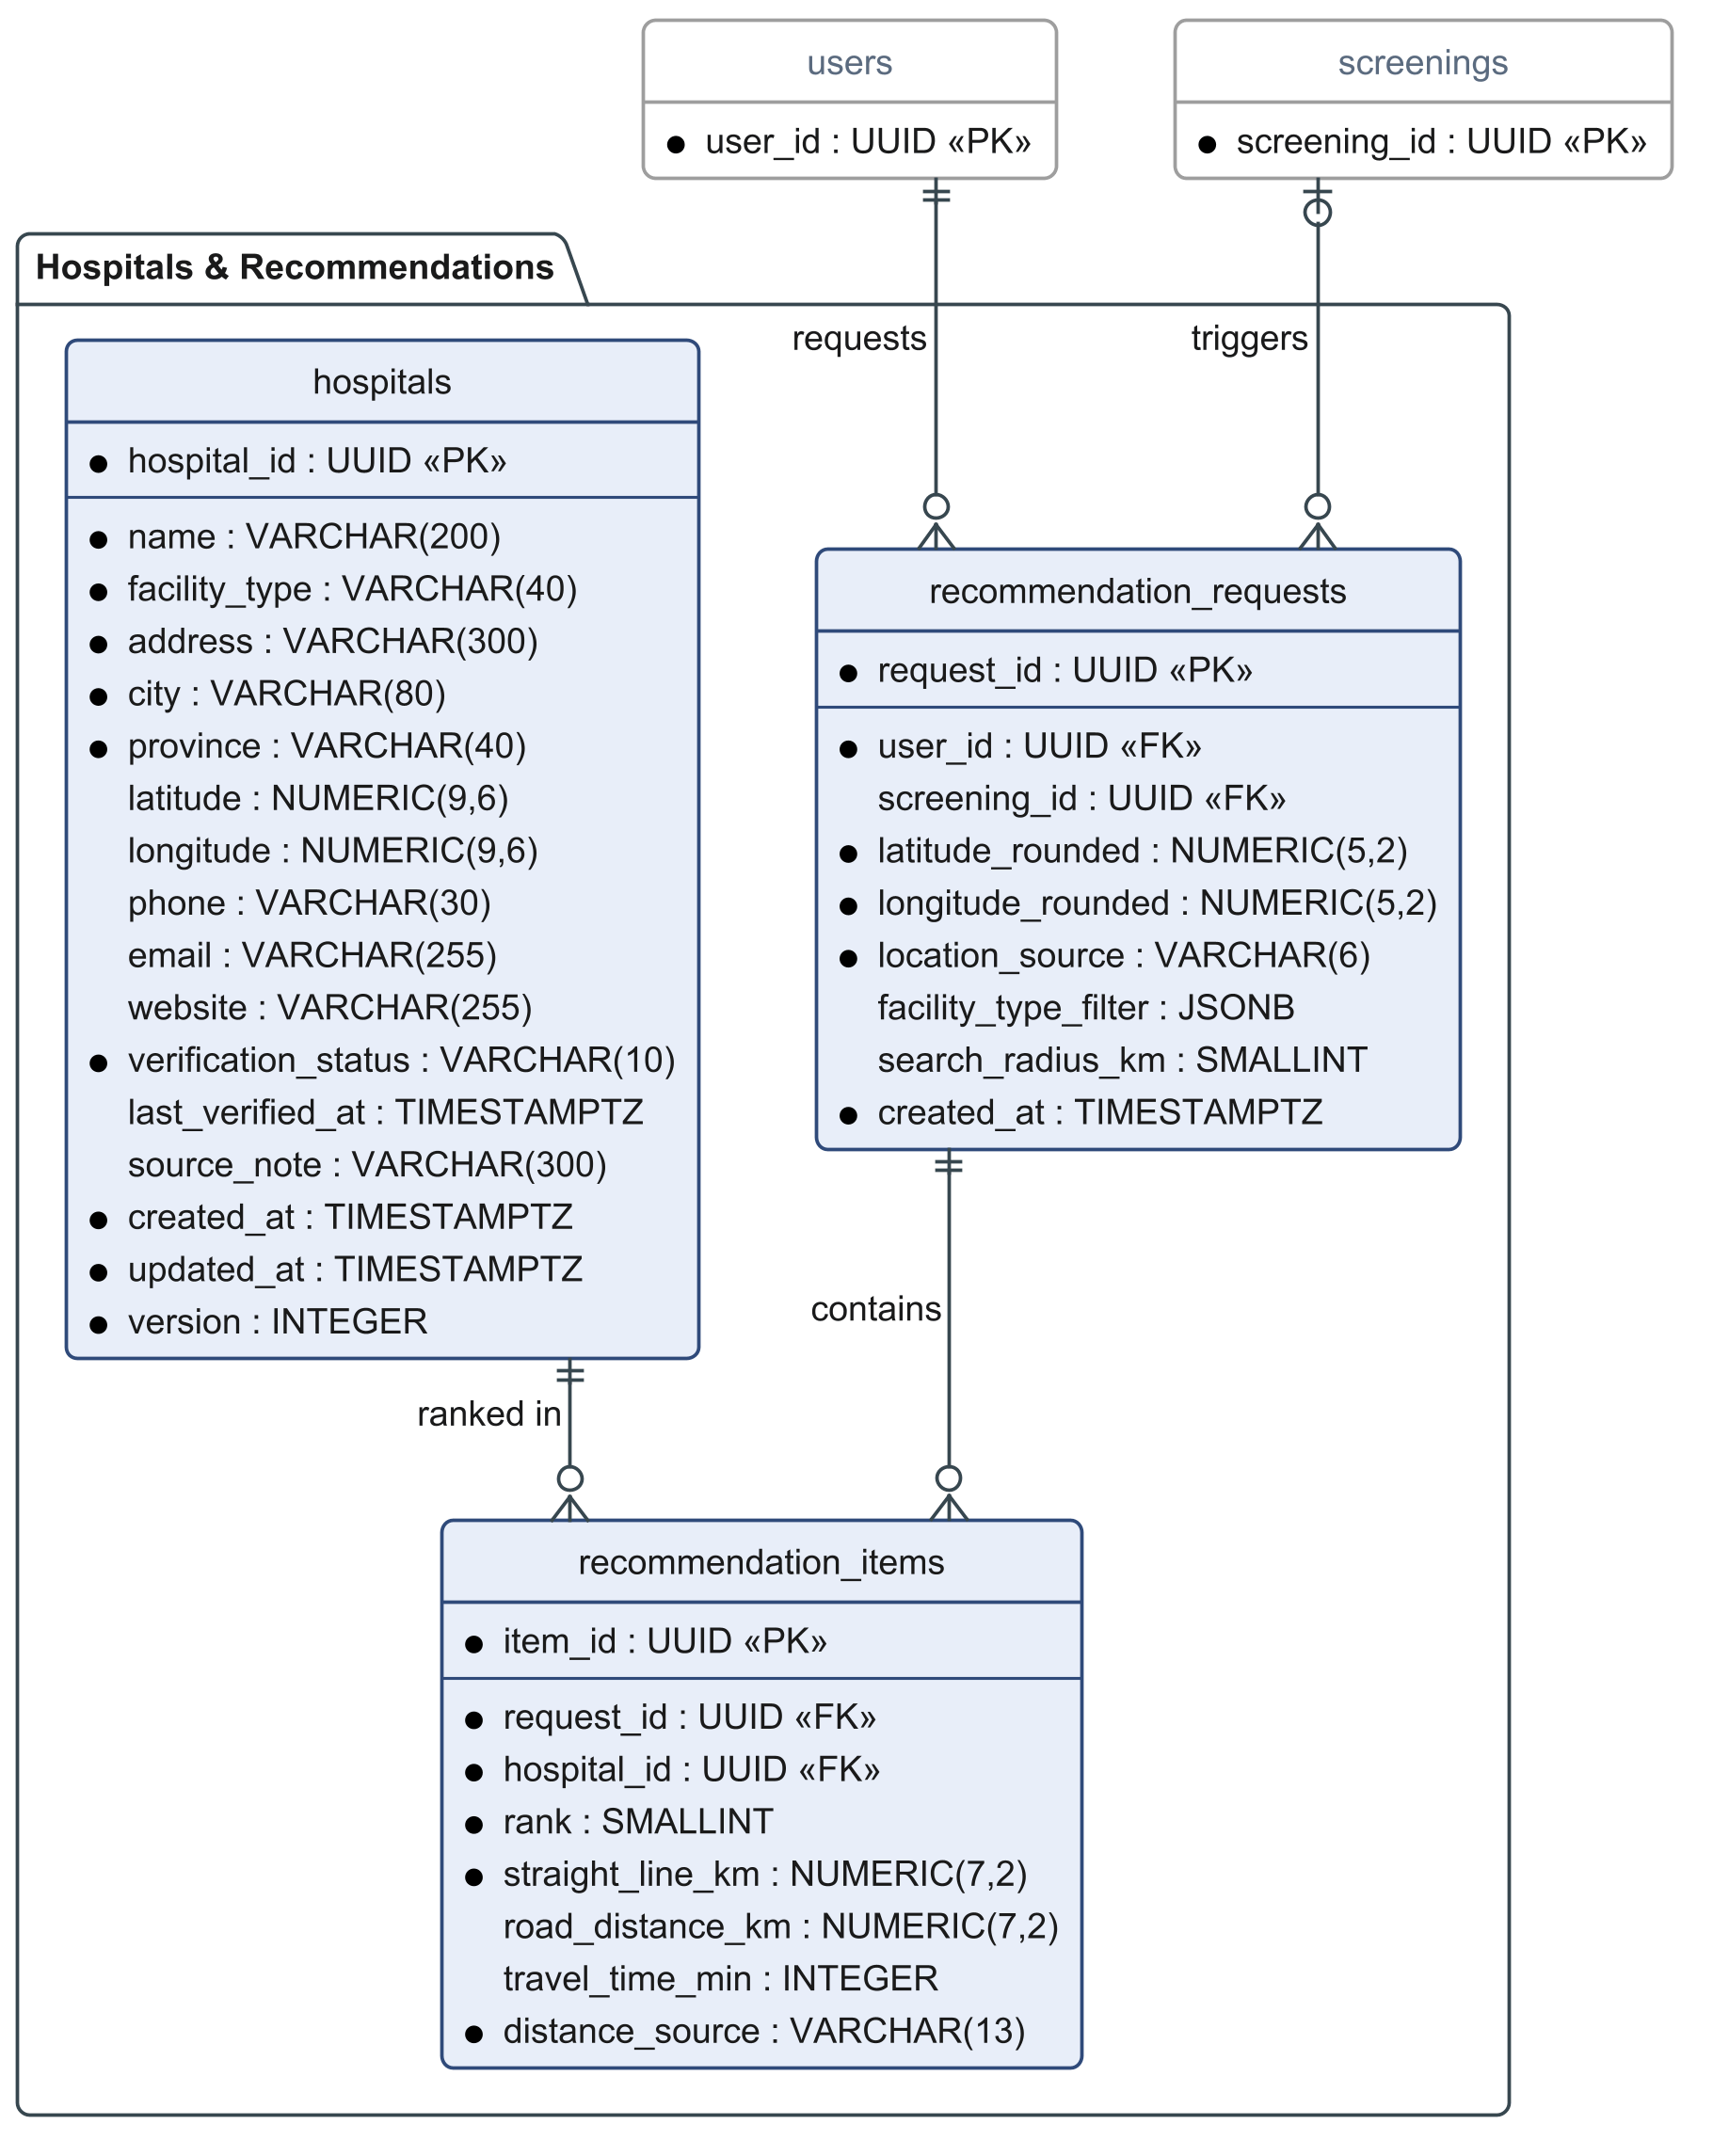 users
user_id : UUID «PK»
screenings
screening_id : UUID «PK»
Hospitals & Recommendations
requests
triggers
hospitals
hospital_id : UUID «PK»
name : VARCHAR(200)
facility_type : VARCHAR(40)
address : VARCHAR(300)
city : VARCHAR(80)
province : VARCHAR(40)
latitude : NUMERIC(9,6)
longitude : NUMERIC(9,6)
phone : VARCHAR(30)
email : VARCHAR(255)
website : VARCHAR(255)
verification_status : VARCHAR(10)
last_verified_at : TIMESTAMPTZ
source_note : VARCHAR(300)
created_at : TIMESTAMPTZ
updated_at : TIMESTAMPTZ
version : INTEGER
recommendation_requests
request_id : UUID «PK»
user_id : UUID «FK»
screening_id : UUID «FK»
latitude_rounded : NUMERIC(5,2)
longitude_rounded : NUMERIC(5,2)
location_source : VARCHAR(6)
facility_type_filter : JSONB
search_radius_km : SMALLINT
created_at : TIMESTAMPTZ
contains
ranked in
recommendation_items
item_id : UUID «PK»
request_id : UUID «FK»
hospital_id : UUID «FK»
rank : SMALLINT
straight_line_km : NUMERIC(7,2)
road_distance_km : NUMERIC(7,2)
travel_time_min : INTEGER
distance_source : VARCHAR(13)